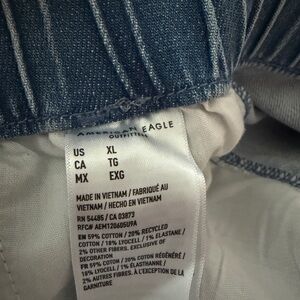 AMERICAN EAGLE
OUTFITTERS
US XL
CA TG
MX EXG
MADE IN VIETNAM / FABRIQUÉ AU
VIETNAM / HECHO EN VIETNAM
RN 54485 / CA 03873
RFC# AEM120605U9A
EN 59% COTTON / 20% RECYCLED
COTTON / 18% LYOCELL / 1% ELASTANE /
2% OTHER FIBERS. EXCLUSIVE OF
DECORATION
FR 59% COTON / 20% COTON RÉGÉNÉRÉ /
18% LYOCELL / 1% ÉLASTHANNE /
2% AUTRES FIBRES. À L'EXCEPTION DE LA
GARNITURE